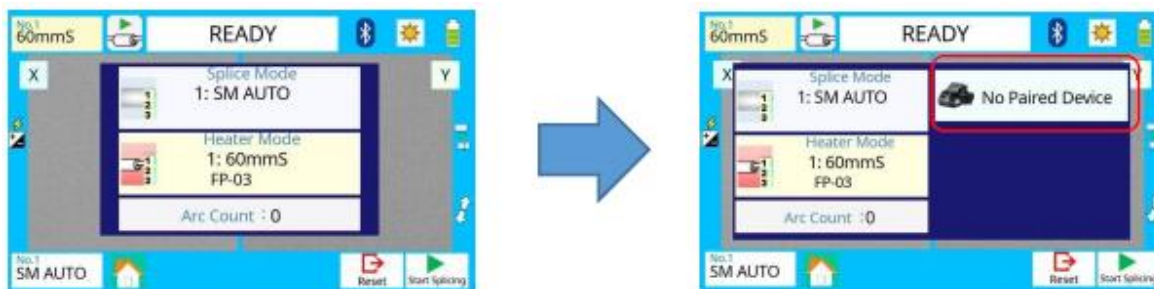 No.1
60mmS
READY
X
Y
Splice Mode
1: SM AUTO
Heater Mode
1: 60mmS
FP-03
Arc Count : 0
No.1
SM AUTO
Reset
Start Splicing
No.1
60mmS
READY
X
Y
Splice Mode
1: SM AUTO
No Paired Device
Heater Mode
1: 60mmS
FP-03
Arc Count :0
No.1
SM AUTO
Reset
Start Splicing